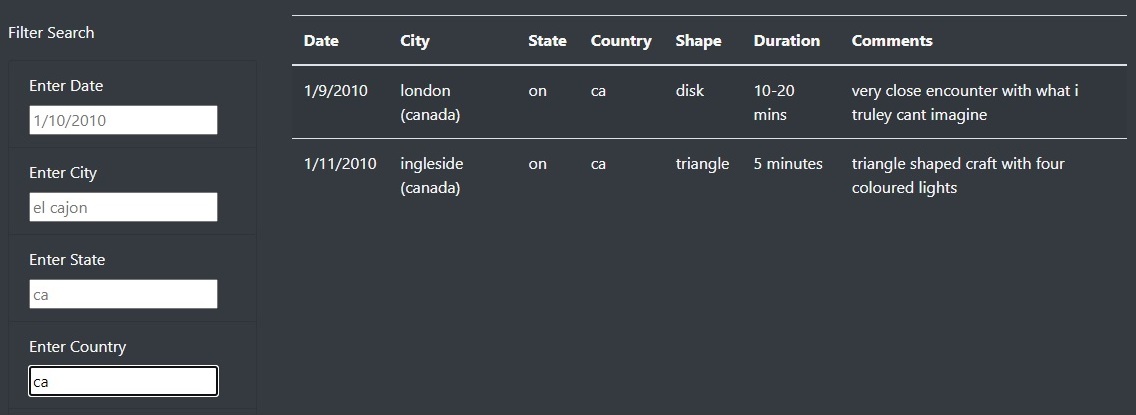 Filter Search
Enter Date
1/10/2010
Enter City
el cajon
Enter State
ca
Enter Country
ca
Date City State Country Shape Duration Comments
1/9/2010 london on ca disk 10-20 very close encounter with what i
(canada) mins truley cant imagine
1/11/2010 ingleside on ca triangle 5 minutes triangle shaped craft with four
(canada) coloured lights